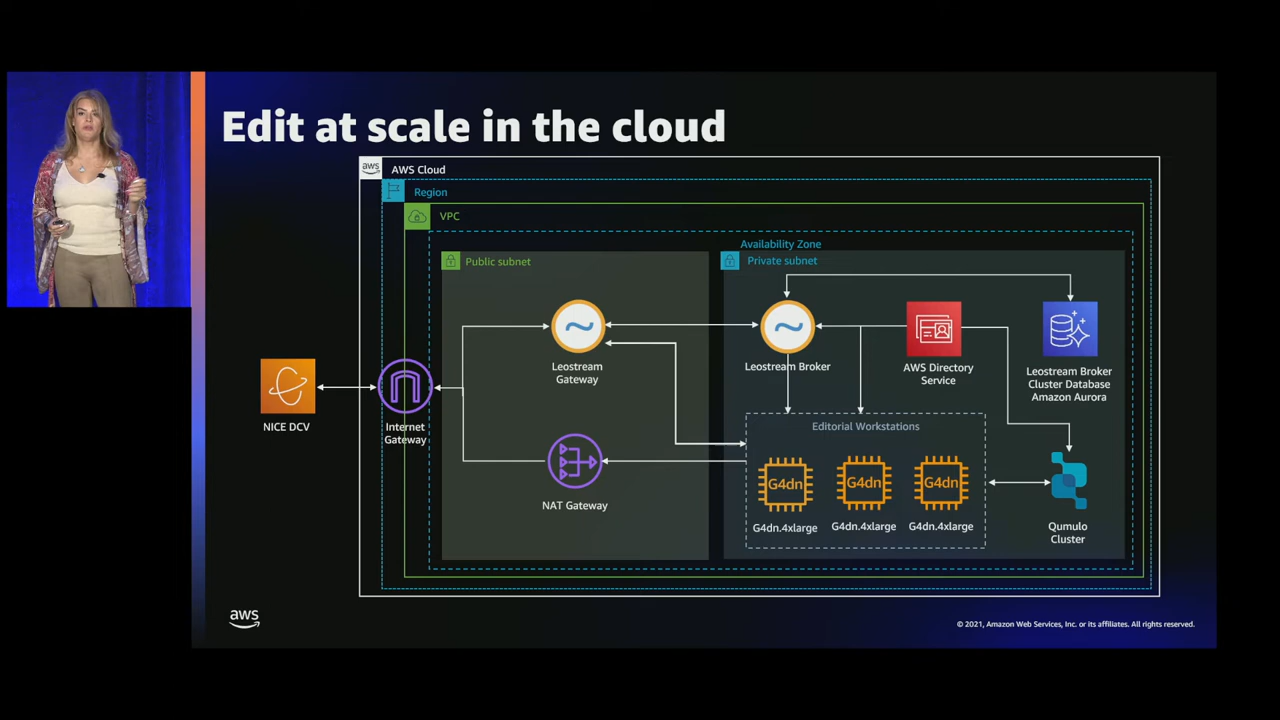 Edit at scale in the cloud
aws
AWS Cloud
Region
VPC
Availability Zone
Public subnet
Private subnet
Leostream
Gateway
Leostream Broker
AWS Directory
Service
Leostream Broker
Cluster Database
Amazon Aurora
NICE DCV
Internet
Gateway
NAT Gateway
Editorial Workstations
G4dn
G4dn
G4dn
G4dn.4xlarge
G4dn.4xlarge
G4dn.4xlarge
Qumulo
Cluster
aws
© 2021, Amazon Web Services, Inc. or its affiliates. All rights reserved.